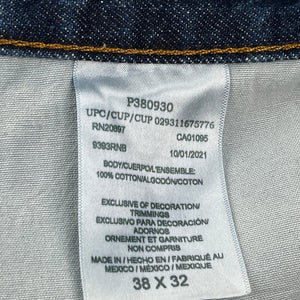 P380930
UPC/CUP/CUP 029311675776
RN20897 CA01095
9393RNB 10/01/2021
BODY/CUERPO/L'ENSEMBLE:
100% COTTON/ALGODÓN/COTON
EXCLUSIVE OF DECORATION/
TRIMMINGS
EXCLUSIVO PARA DECORACIÓN/
ADORNOS
ORNEMENT ET GARNITURE
NON COMPRIS
MADE IN / HECHO EN / FABRIQUÉ AU
MEXICO / MÉXICO / MEXIQUE
38 X 32